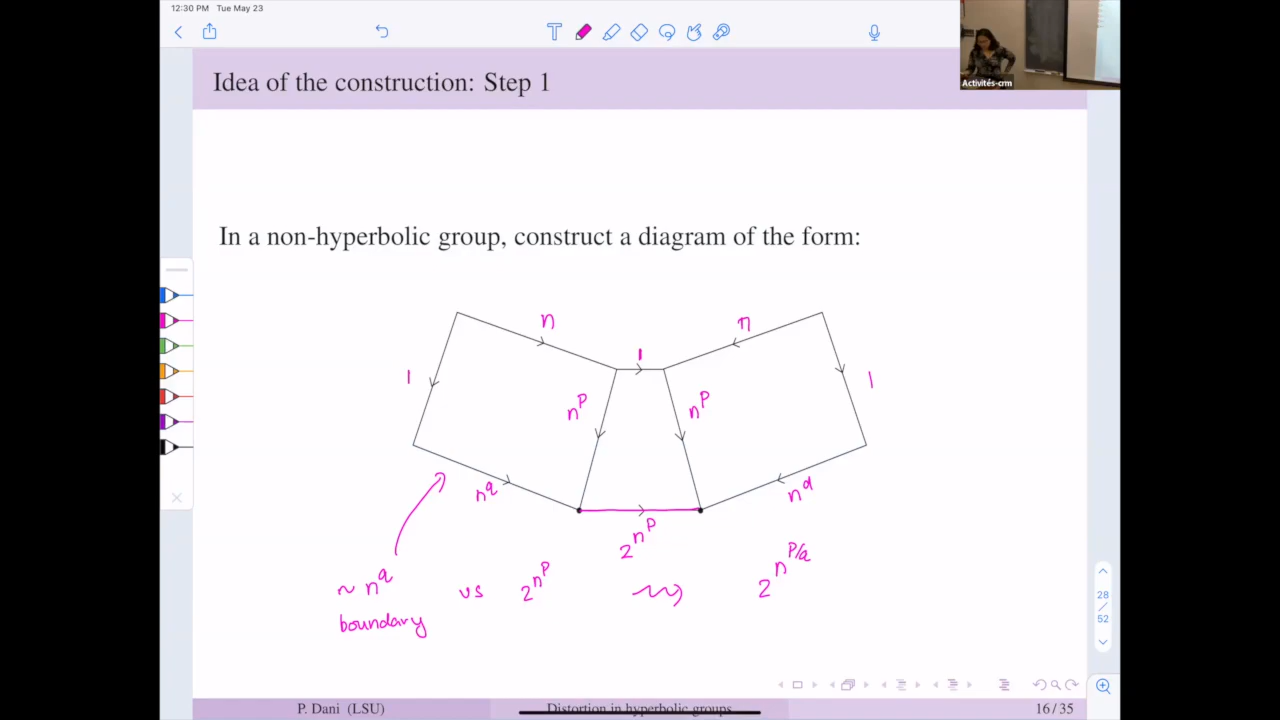 12:30 PM Tue May 23
Activités-crm
Idea of the construction: Step 1
In a non-hyperbolic group, construct a diagram of the form:
n
n
1
1
1
n^p
n^p
n^q
n^q
2^{n^p}
~ n^q vs 2^{n^p} ⇝ 2^{n^{p/q}}
boundary
28
/
52
P. Dani (LSU) Distortion in hyperbolic groups 16/35